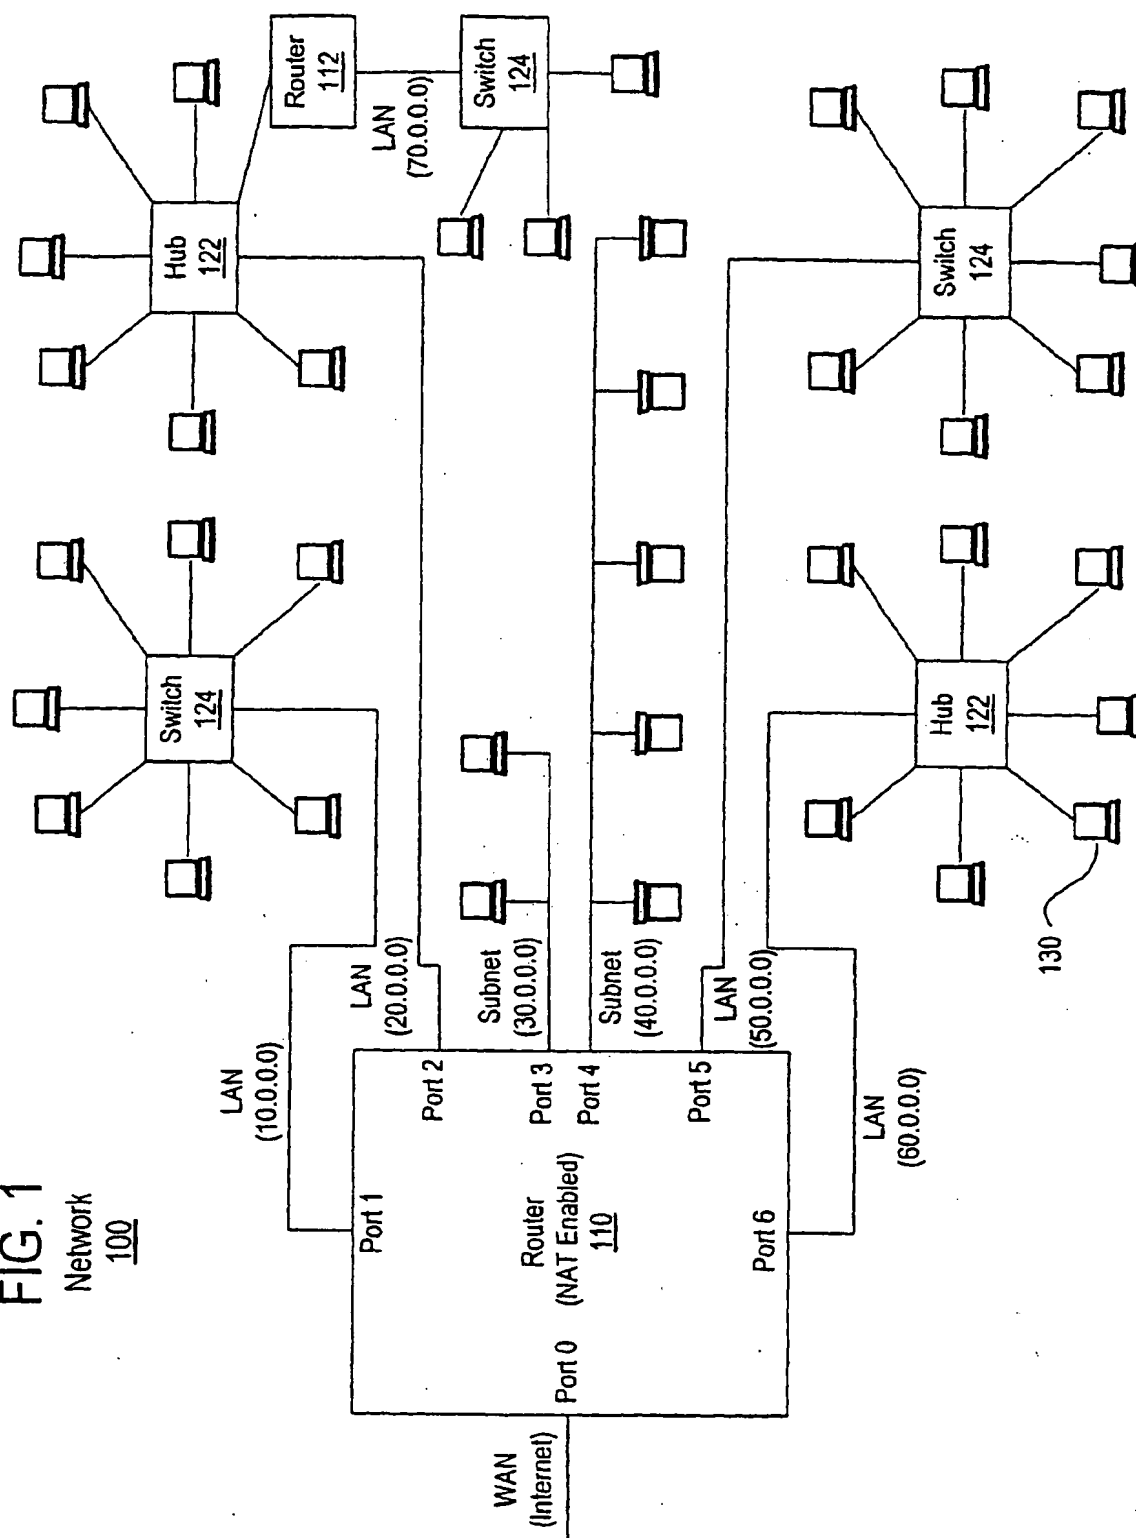 FIG. 1
Network
100
WAN
(Internet)
Port 0
Router
(NAT Enabled)
110
Port 1
Port 2
Port 3
Port 4
Port 5
Port 6
LAN
(10.0.0.0)
LAN
(20.0.0.0)
Subnet
(30.0.0.0)
Subnet
(40.0.0.0)
LAN
(50.0.0.0)
LAN
(60.0.0.0)
Switch
124
Hub
122
Router
112
LAN
(70.0.0.0)
Switch
124
Switch
124
Hub
122
130